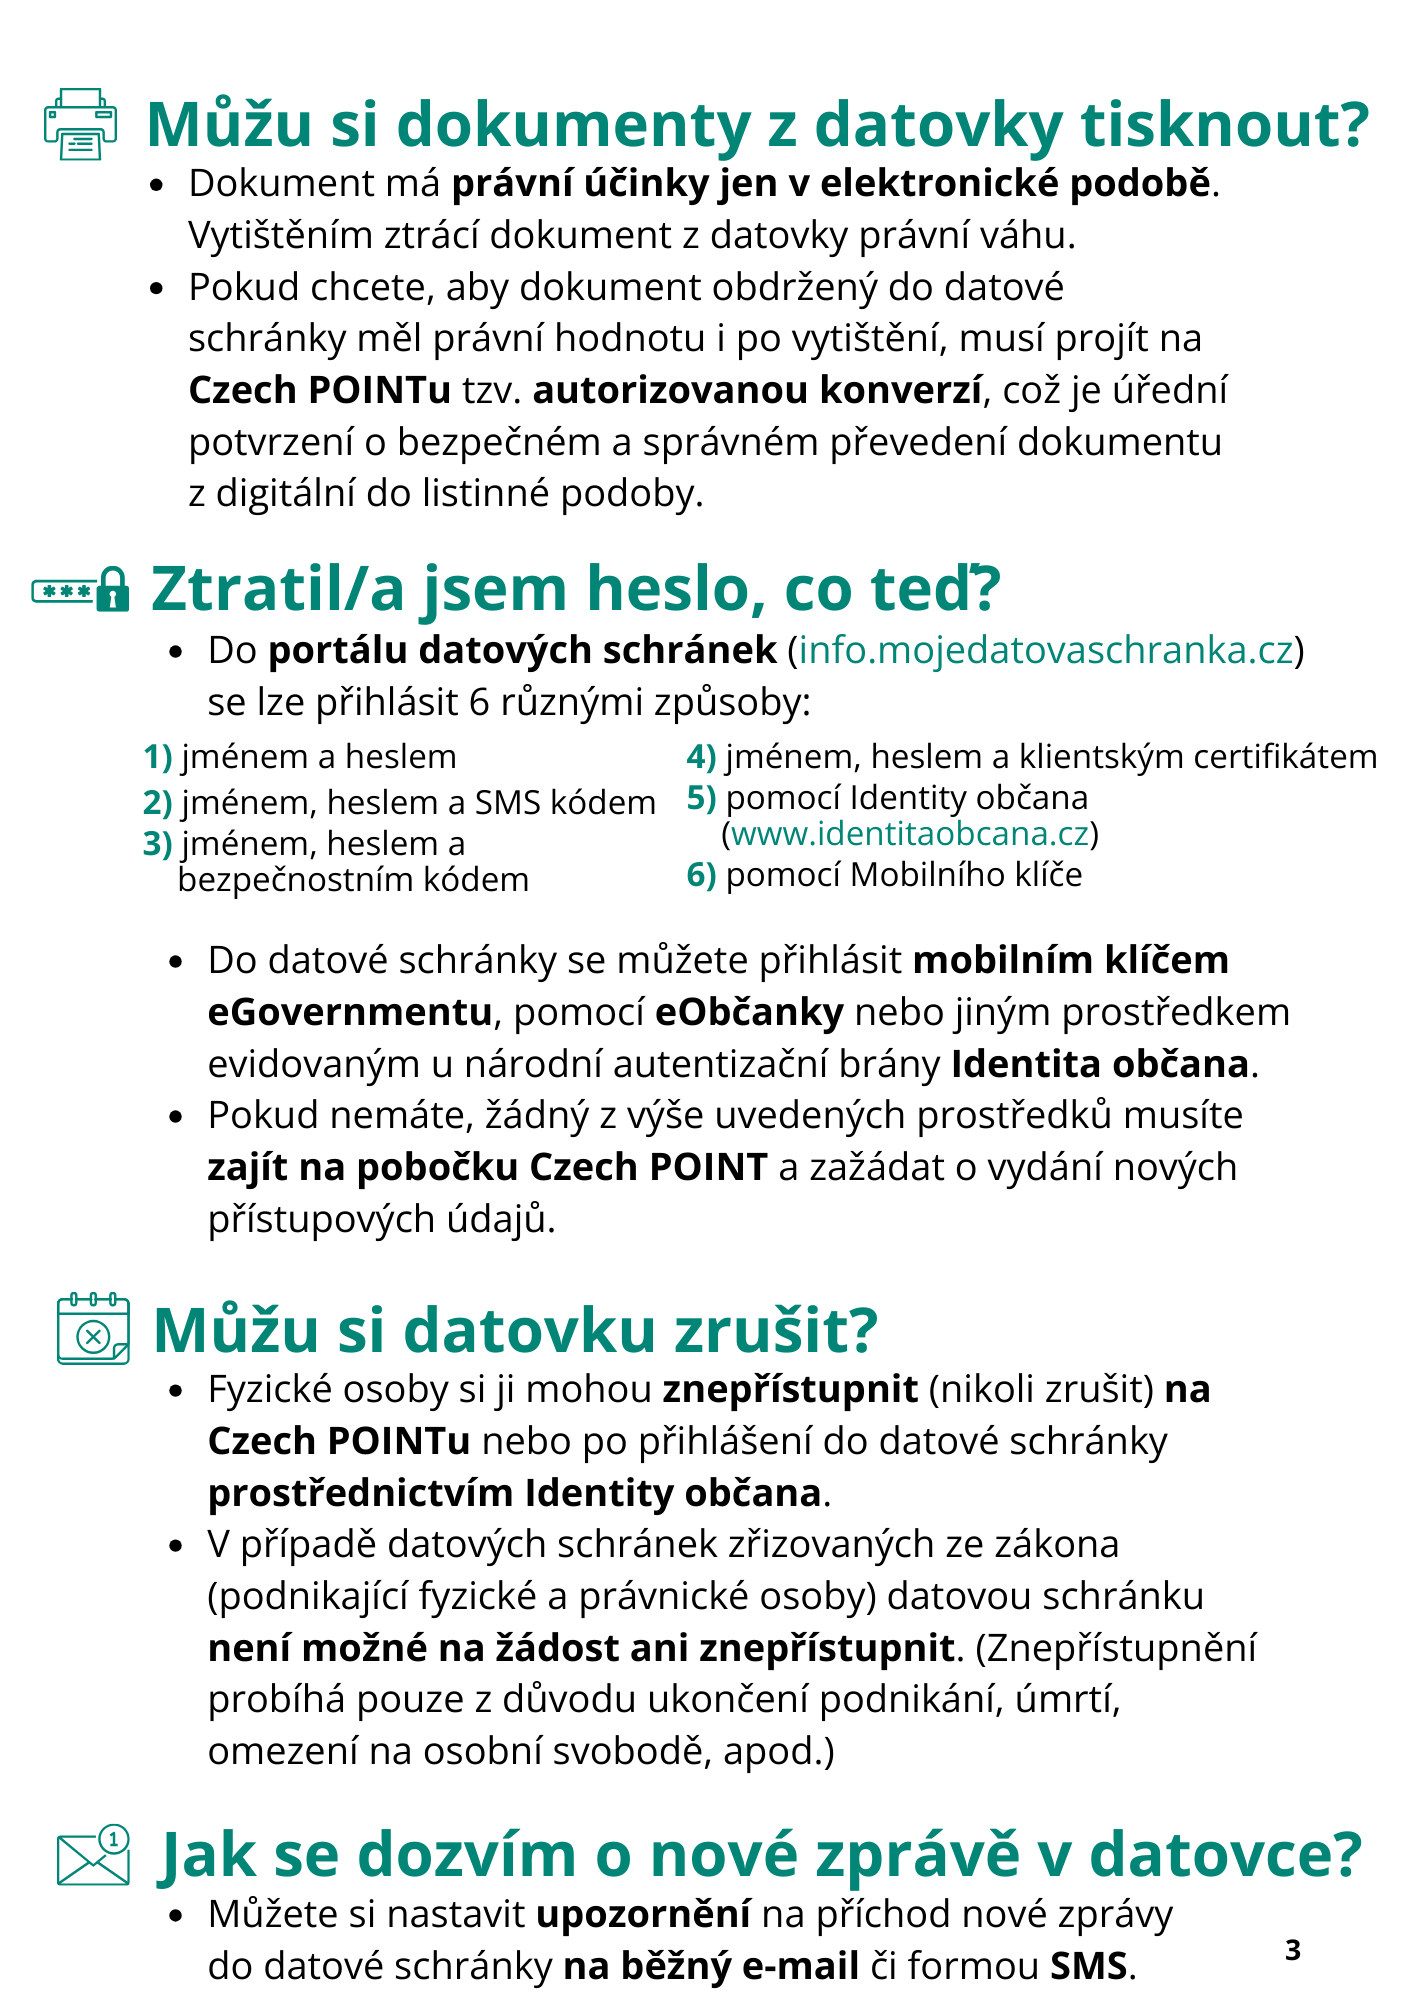 Můžu si dokumenty z datovky tisknout?
• Dokument má právní účinky jen v elektronické podobě.
Vytištěním ztrácí dokument z datovky právní váhu.
• Pokud chcete, aby dokument obdržený do datové
schránky měl právní hodnotu i po vytištění, musí projít na
Czech POINTu tzv. autorizovanou konverzí, což je úřední
potvrzení o bezpečném a správném převedení dokumentu
z digitální do listinné podoby.
*** Ztratil/a jsem heslo, co teď?
• Do portálu datových schránek (info.mojedatovaschranka.cz)
se lze přihlásit 6 různými způsoby:
1) jménem a heslem
2) jménem, heslem a SMS kódem
3) jménem, heslem a
bezpečnostním kódem
4) jménem, heslem a klientským certifikátem
5) pomocí Identity občana
(www.identitaobcana.cz)
6) pomocí Mobilního klíče
• Do datové schránky se můžete přihlásit mobilním klíčem
eGovernmentu, pomocí eObčanky nebo jiným prostředkem
evidovaným u národní autentizační brány Identita občana.
• Pokud nemáte, žádný z výše uvedených prostředků musíte
zajít na pobočku Czech POINT a zažádat o vydání nových
přístupových údajů.
Můžu si datovku zrušit?
• Fyzické osoby si ji mohou znepřístupnit (nikoli zrušit) na
Czech POINTu nebo po přihlášení do datové schránky
prostřednictvím Identity občana.
• V případě datových schránek zřizovaných ze zákona
(podnikající fyzické a právnické osoby) datovou schránku
není možné na žádost ani znepřístupnit. (Znepřístupnění
probíhá pouze z důvodu ukončení podnikání, úmrtí,
omezení na osobní svobodě, apod.)
1
Jak se dozvím o nové zprávě v datovce?
• Můžete si nastavit upozornění na příchod nové zprávy
do datové schránky na běžný e-mail či formou SMS.
3